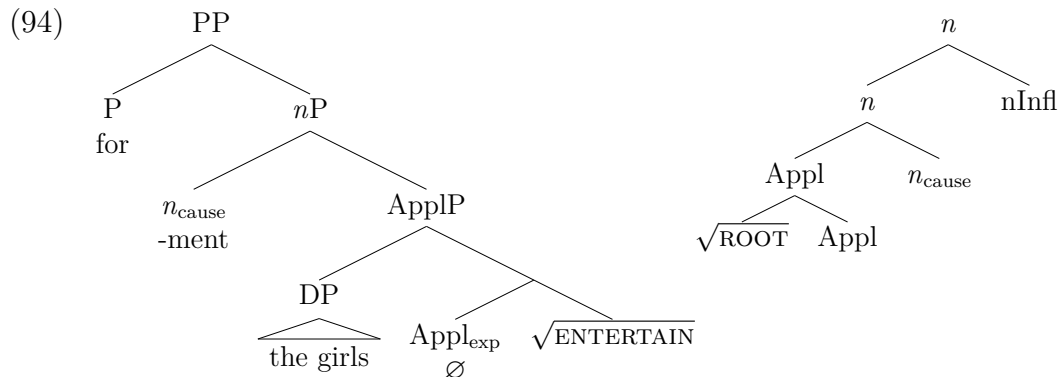 (94) PP n
P nP n nInfl
for
n_cause ApplP Appl n_cause
-ment √ROOT Appl
DP
the girls Appl_exp √ENTERTAIN
∅